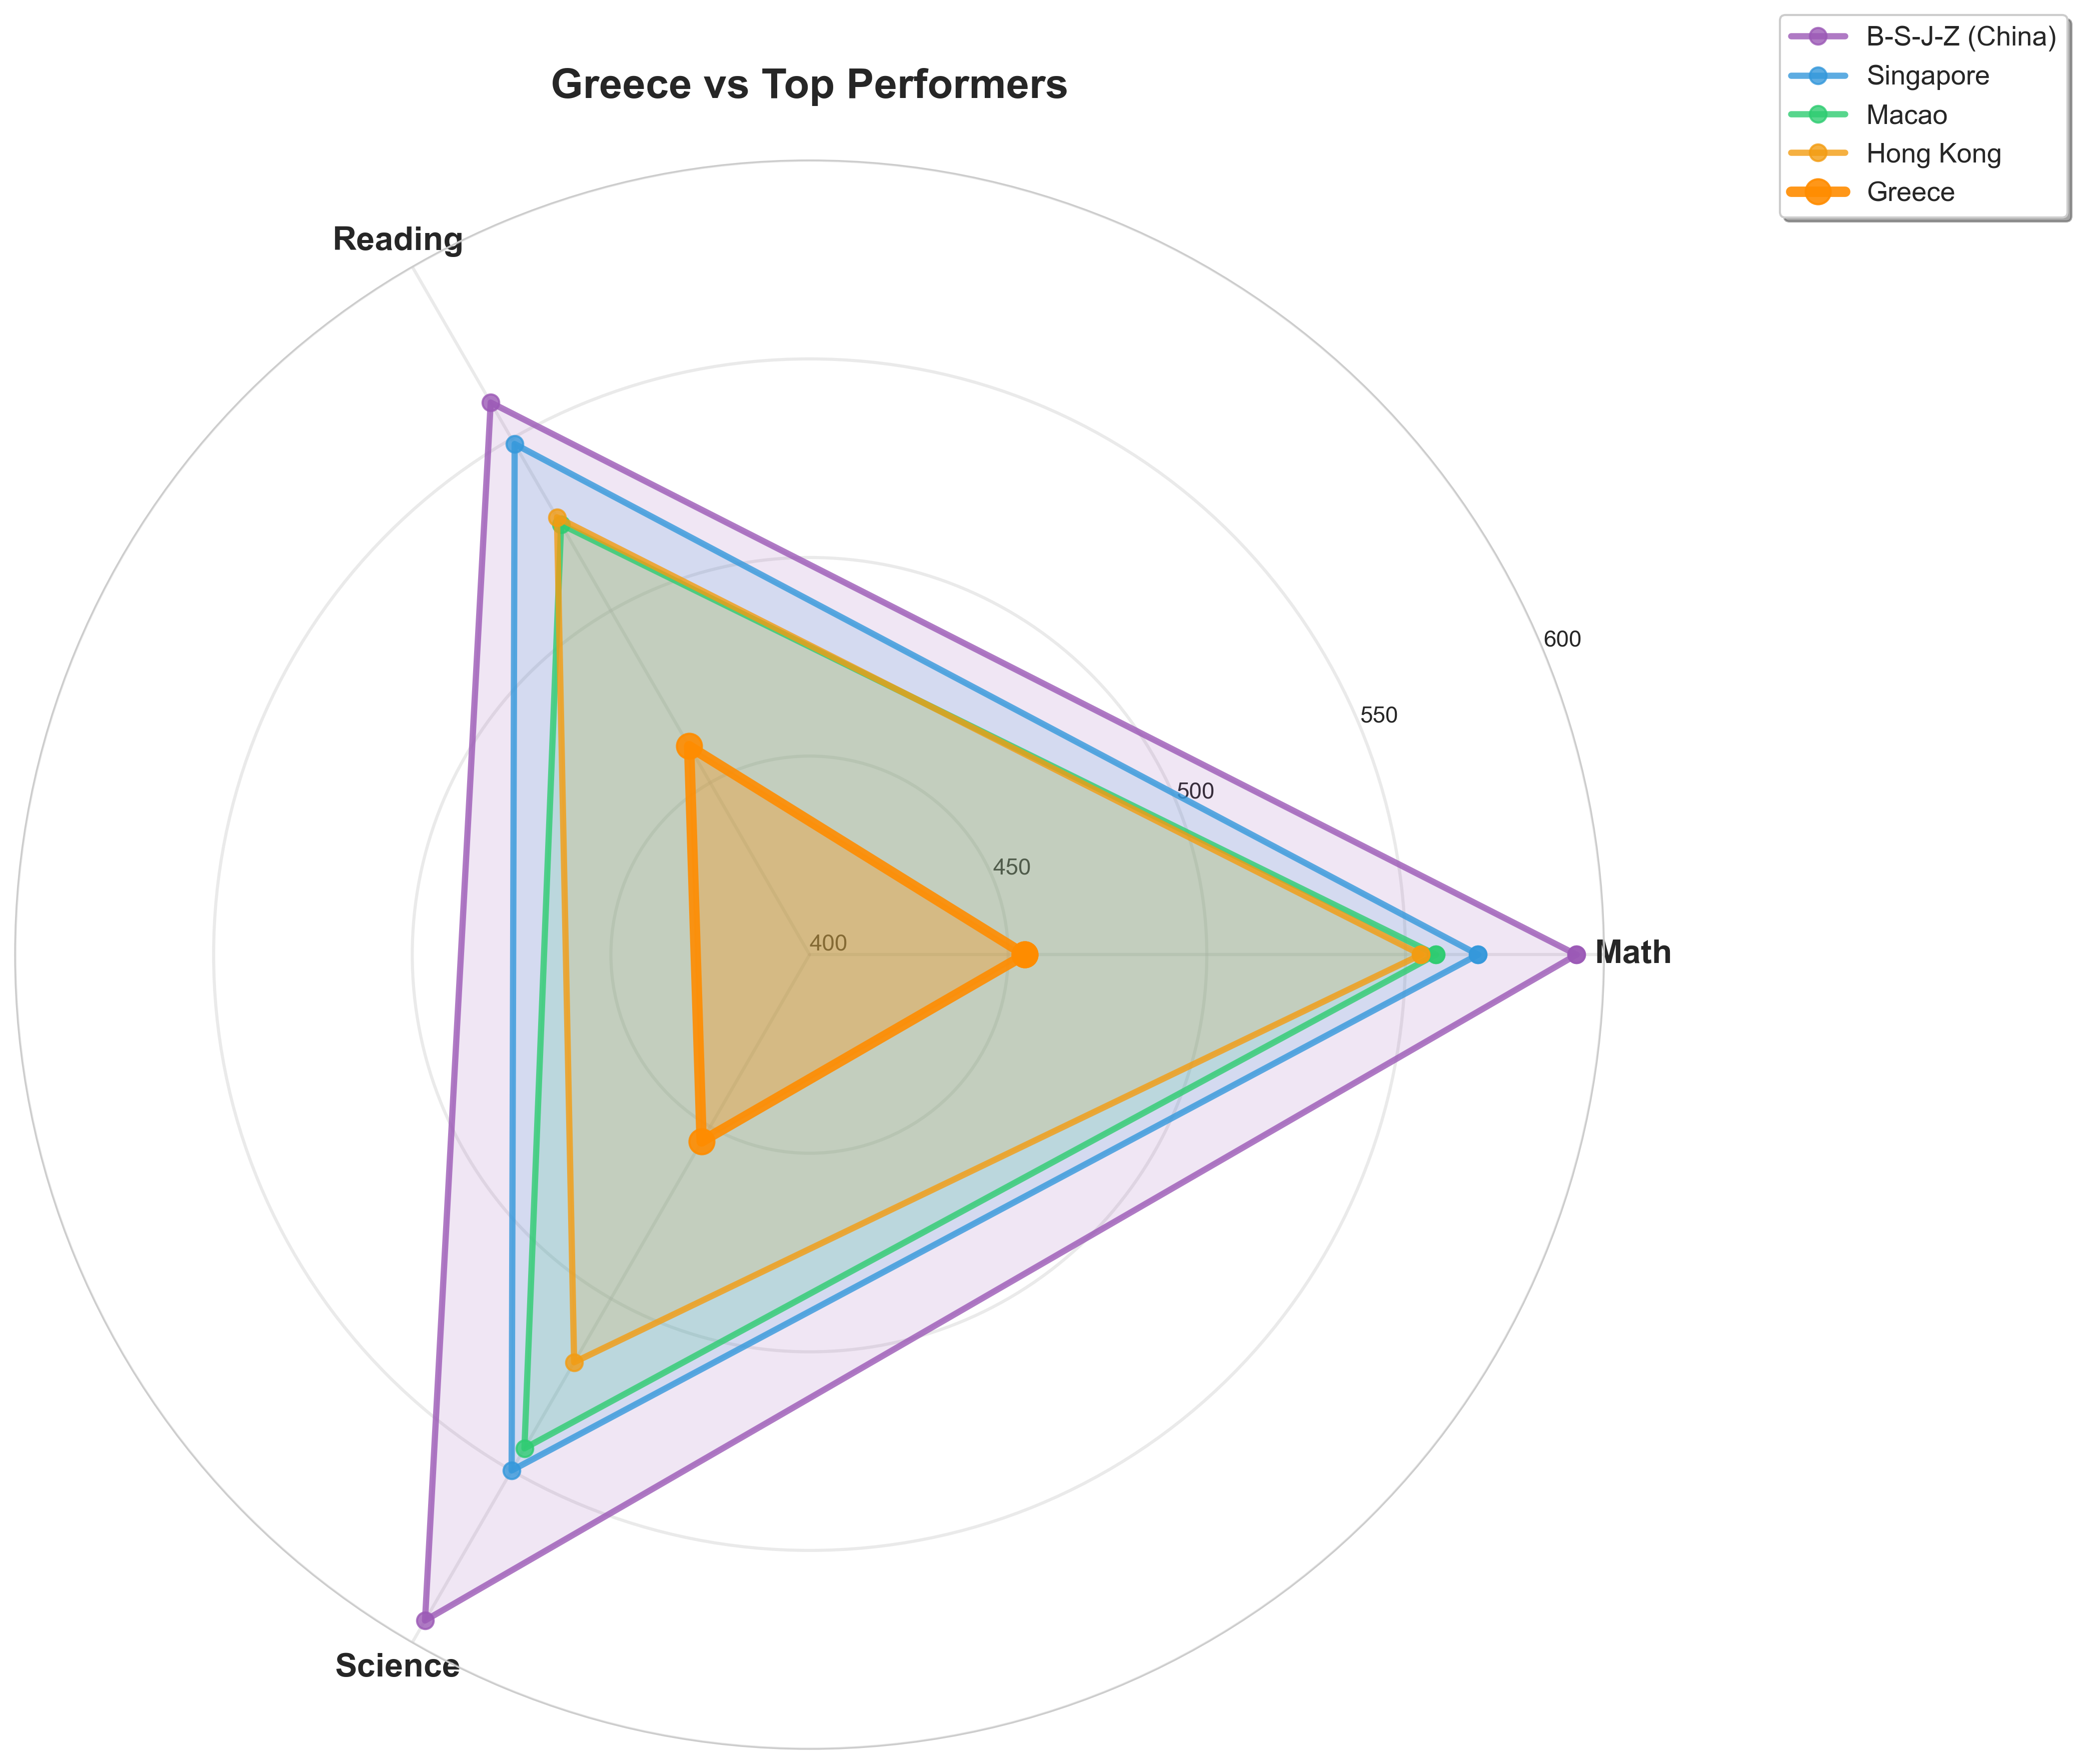 Greece vs Top Performers
B-S-J-Z (China)
Singapore
Macao
Hong Kong
Greece
Reading
600
550
500
450
400
Math
Science